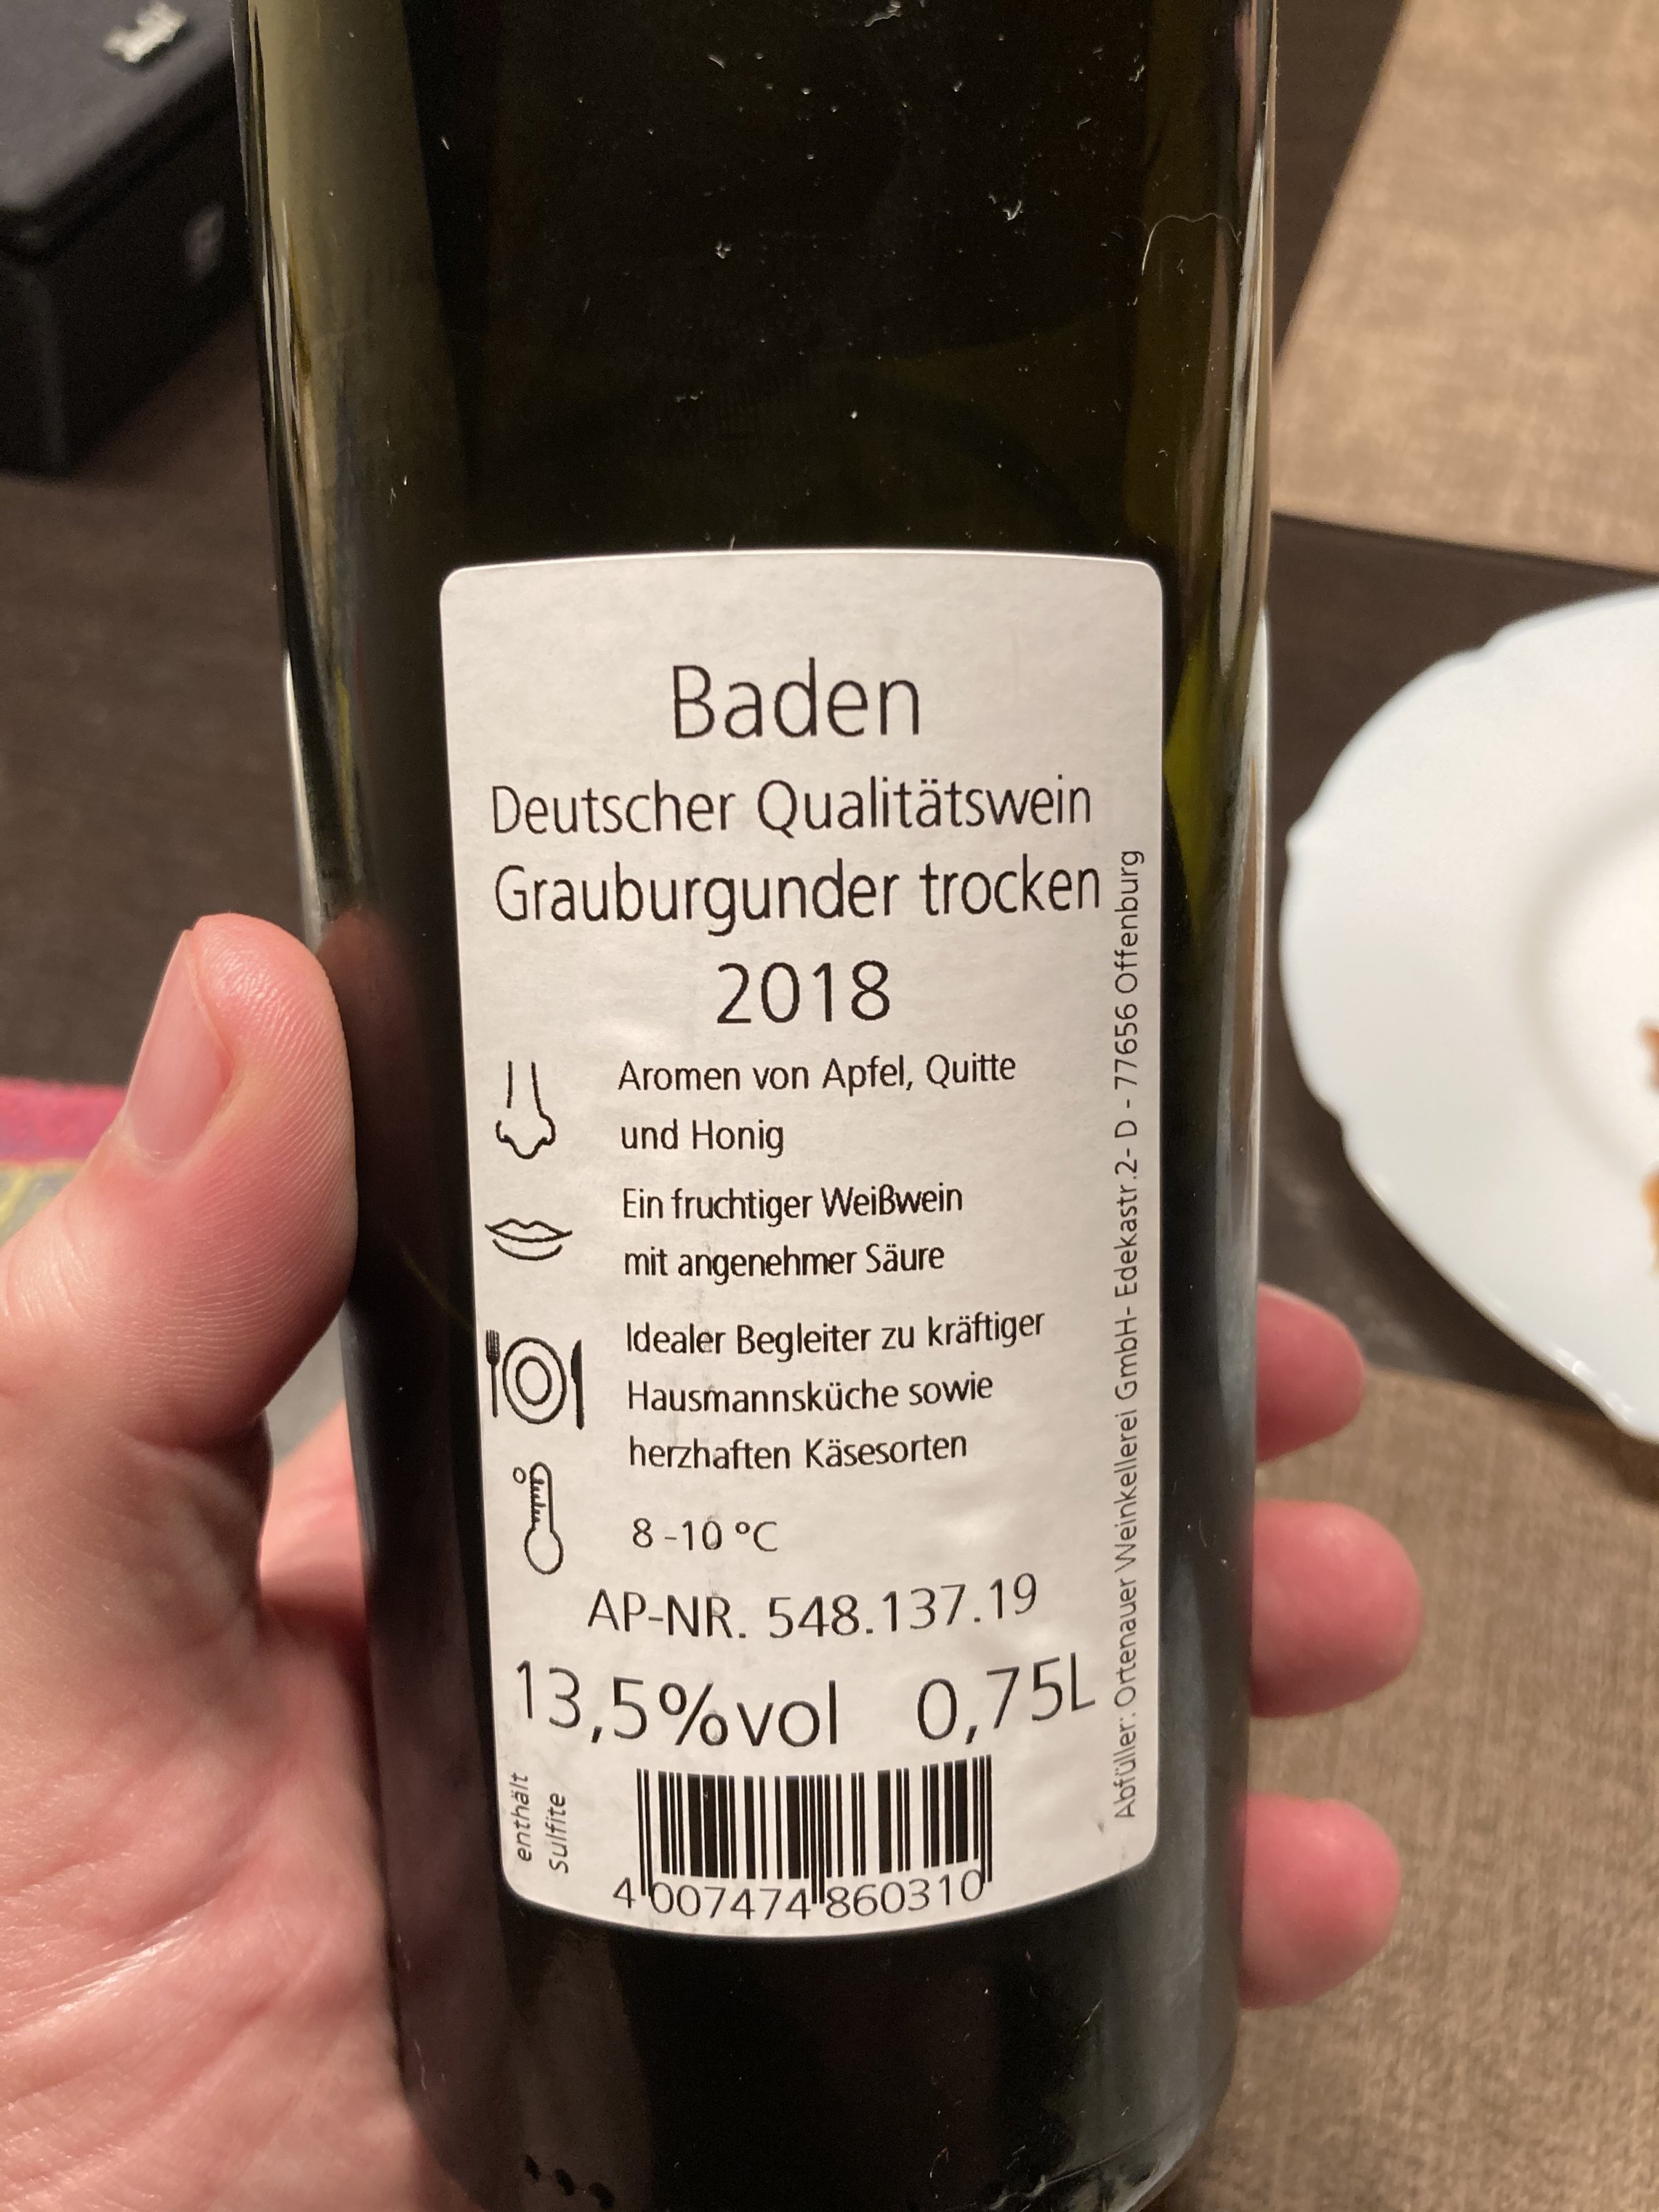 Baden
Deutscher Qualitätswein
Grauburgunder trocken
2018
Aromen von Apfel, Quitte
und Honig
Ein fruchtiger Weißwein
mit angenehmer Säure
Idealer Begleiter zu kräftiger
Hausmannsküche sowie
herzhaften Käsesorten
8-10 °C
AP-NR. 548.137.19
13,5%vol 0,75L
enthält
sulfite
4 007474 860310
Abfüller: Ortenauer Weinkellerei GmbH- Edekastr.2- D - 77656 Offenburg